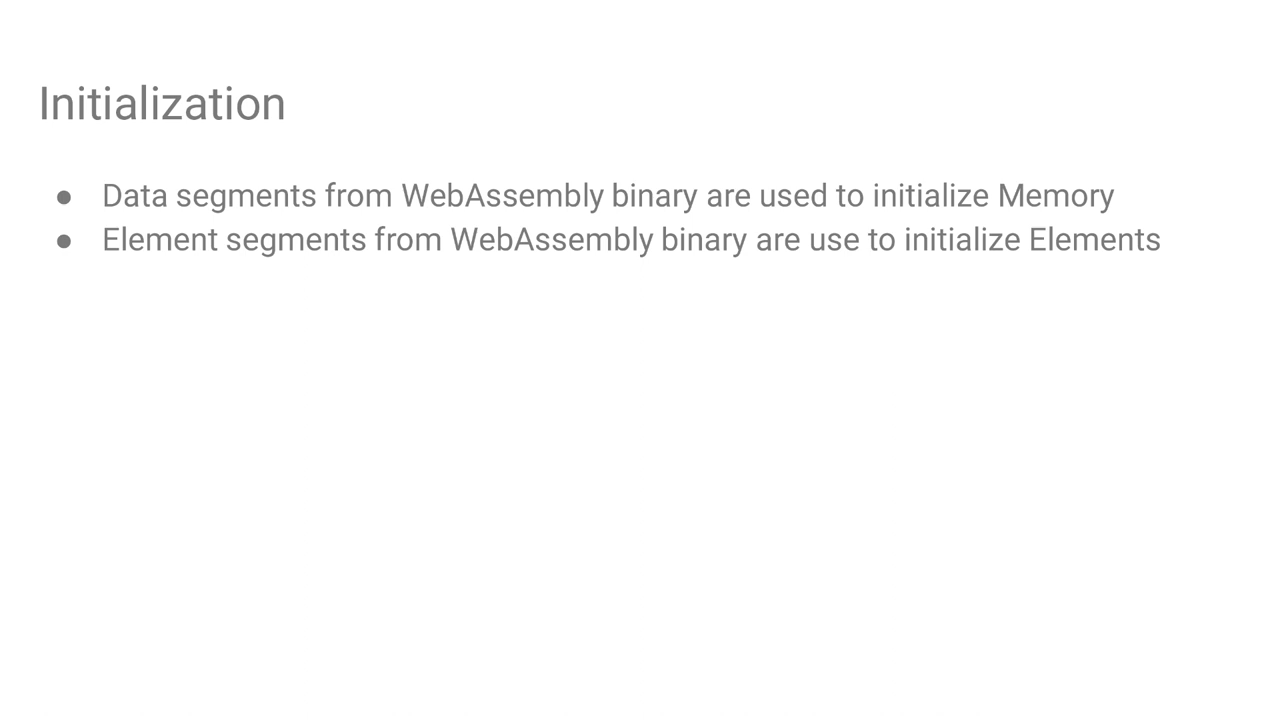 Initialization
● Data segments from WebAssembly binary are used to initialize Memory
● Element segments from WebAssembly binary are use to initialize Elements